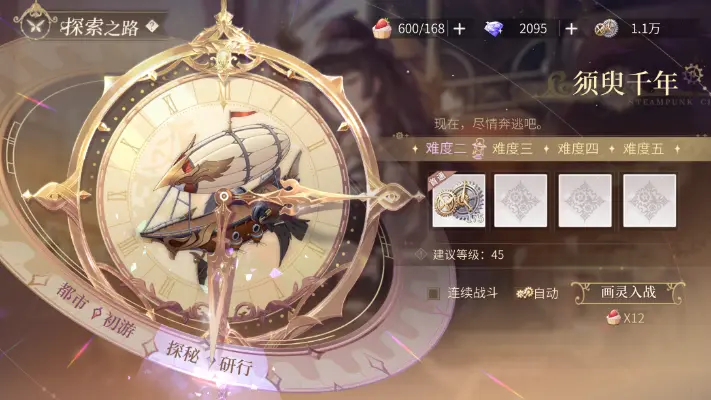 探索之路
600/168
2095
1.1万
须臾千年
STEAMPUNK CI
现在，尽情奔逃吧。
难度二 难度三 难度四 难度五
首通
建议等级：45
连续战斗 自动 画灵入战
X12
都市 初游
探秘 研行